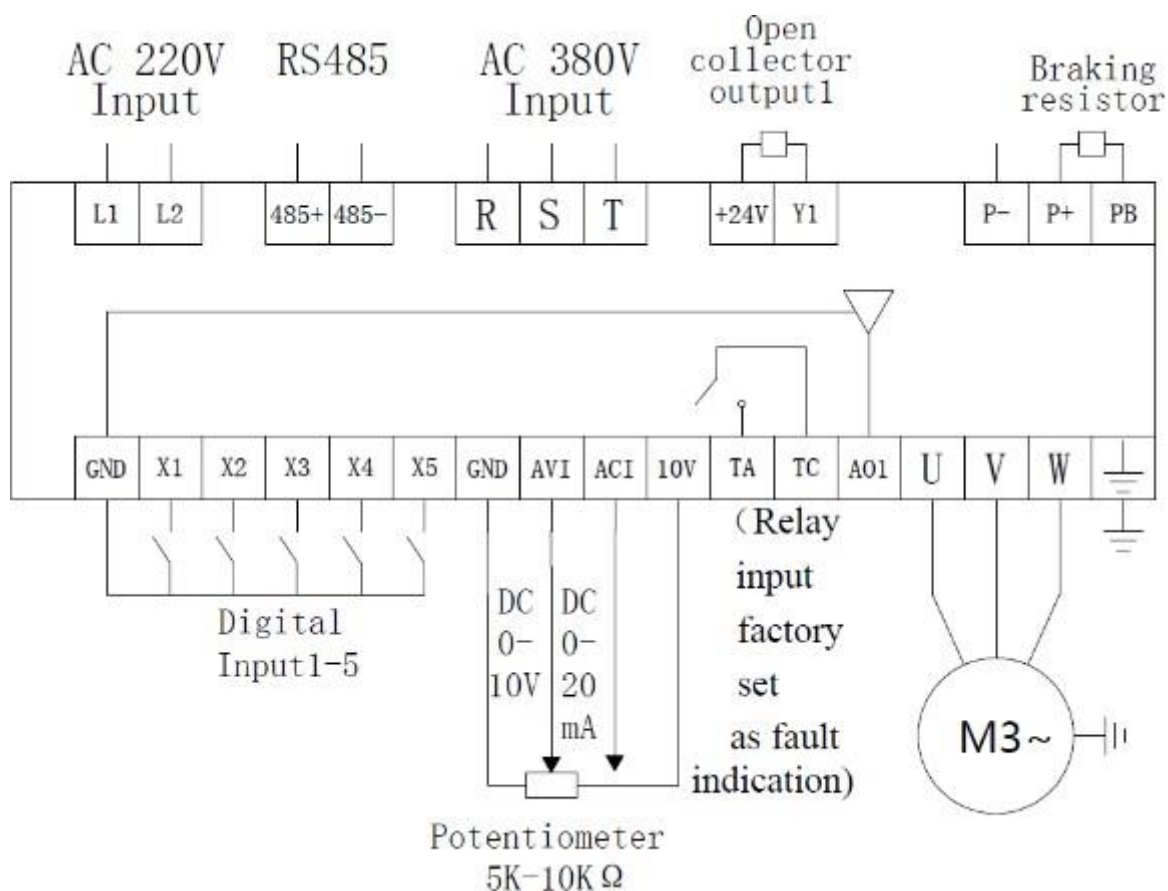 AC 220V
Input
RS485
AC 380V
Input
Open
collector
output1
Braking
resistor
L1 L2 485+ 485- R S T +24V Y1 P- P+ PB
GND X1 X2 X3 X4 X5 GND AVI ACI 10V TA TC AO1 U V W
Digital
Input1-5
DC
0-
10V
DC
0-
20
mA
(Relay
input
factory
set
as fault
indication)
M3~
Potentiometer
5K-10KΩ